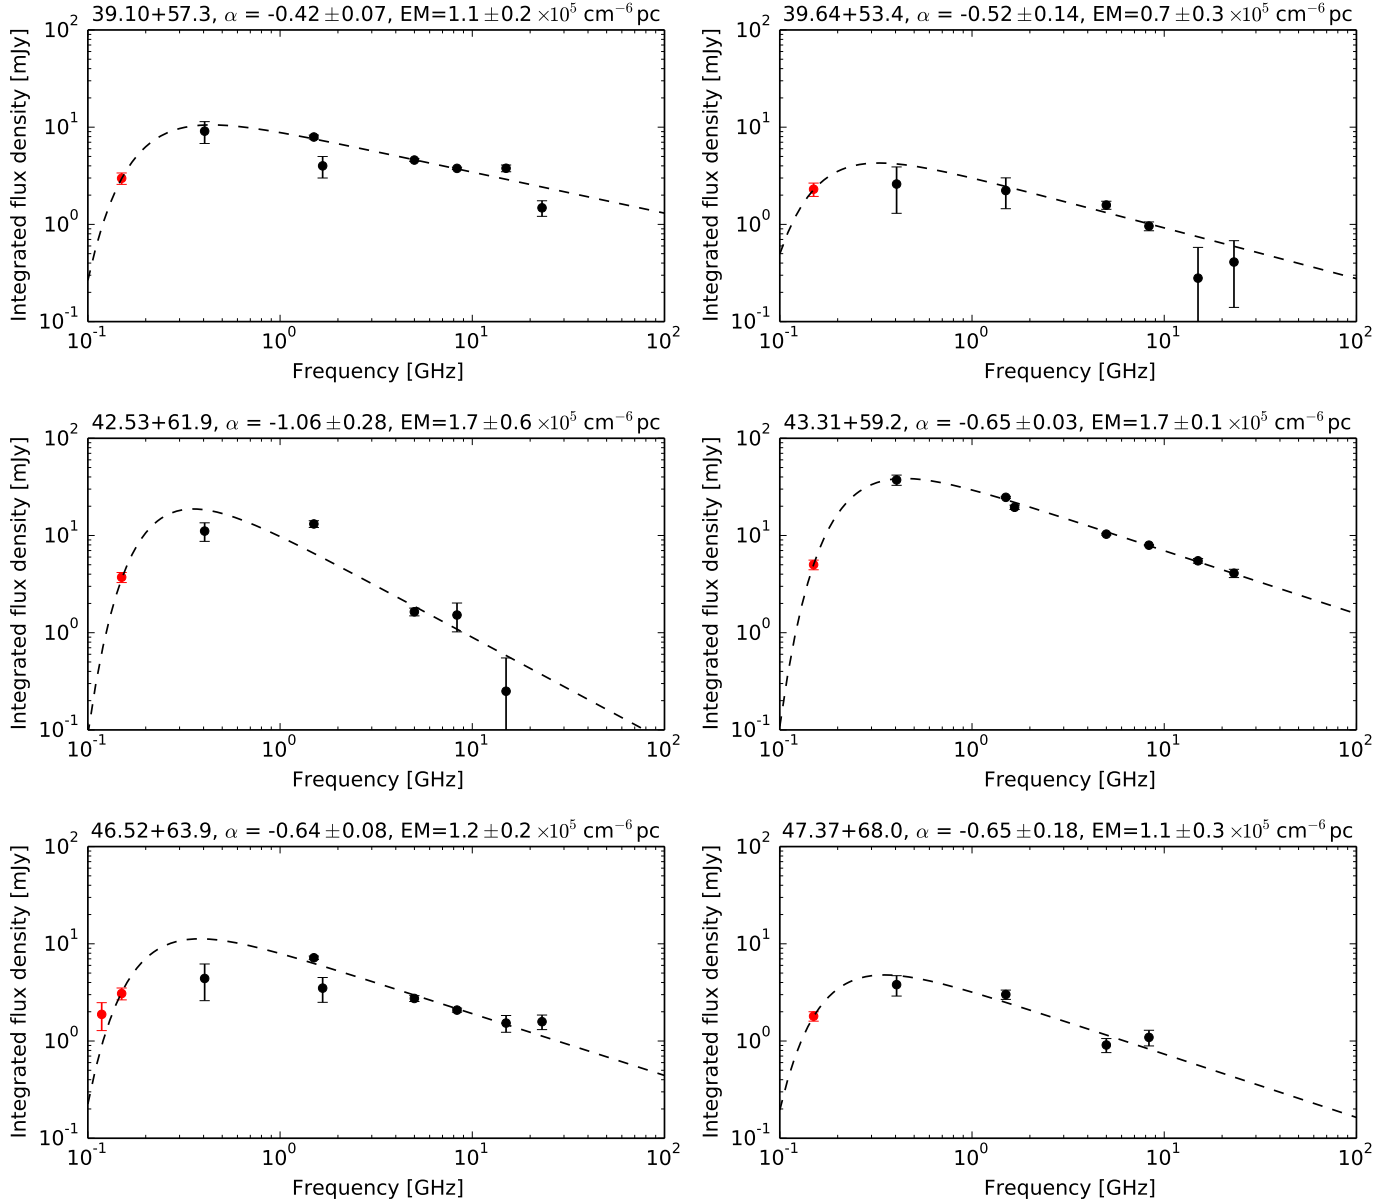 39.10+57.3, α = -0.42 ± 0.07, EM=1.1 ± 0.2 ×10⁵ cm⁻⁶ pc
10²
10¹
10⁰
10⁻¹
Integrated flux density [mJy]
10⁻¹ 10⁰ 10¹ 10²
Frequency [GHz]
39.64+53.4, α = -0.52 ± 0.14, EM=0.7 ± 0.3 ×10⁵ cm⁻⁶ pc
10²
10¹
10⁰
10⁻¹
Integrated flux density [mJy]
10⁻¹ 10⁰ 10¹ 10²
Frequency [GHz]
42.53+61.9, α = -1.06 ± 0.28, EM=1.7 ± 0.6 ×10⁵ cm⁻⁶ pc
10²
10¹
10⁰
10⁻¹
Integrated flux density [mJy]
10⁻¹ 10⁰ 10¹ 10²
Frequency [GHz]
43.31+59.2, α = -0.65 ± 0.03, EM=1.7 ± 0.1 ×10⁵ cm⁻⁶ pc
10²
10¹
10⁰
10⁻¹
Integrated flux density [mJy]
10⁻¹ 10⁰ 10¹ 10²
Frequency [GHz]
46.52+63.9, α = -0.64 ± 0.08, EM=1.2 ± 0.2 ×10⁵ cm⁻⁶ pc
10²
10¹
10⁰
10⁻¹
Integrated flux density [mJy]
10⁻¹ 10⁰ 10¹ 10²
Frequency [GHz]
47.37+68.0, α = -0.65 ± 0.18, EM=1.1 ± 0.3 ×10⁵ cm⁻⁶ pc
10²
10¹
10⁰
10⁻¹
Integrated flux density [mJy]
10⁻¹ 10⁰ 10¹ 10²
Frequency [GHz]